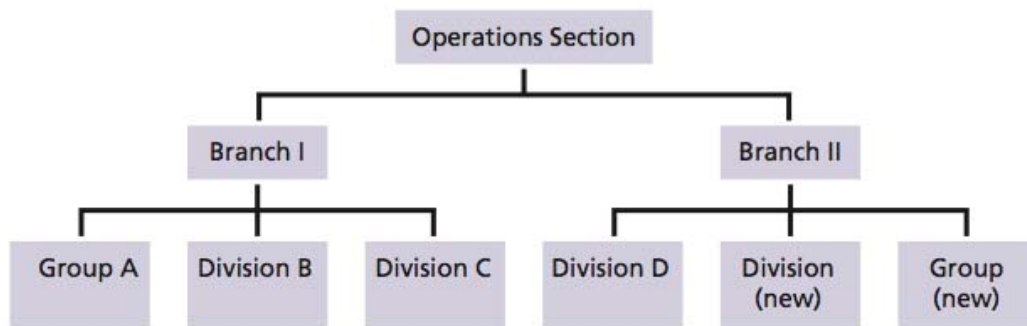 Operations Section
Branch I
Branch II
Group A
Division B
Division C
Division D
Division
(new)
Group
(new)